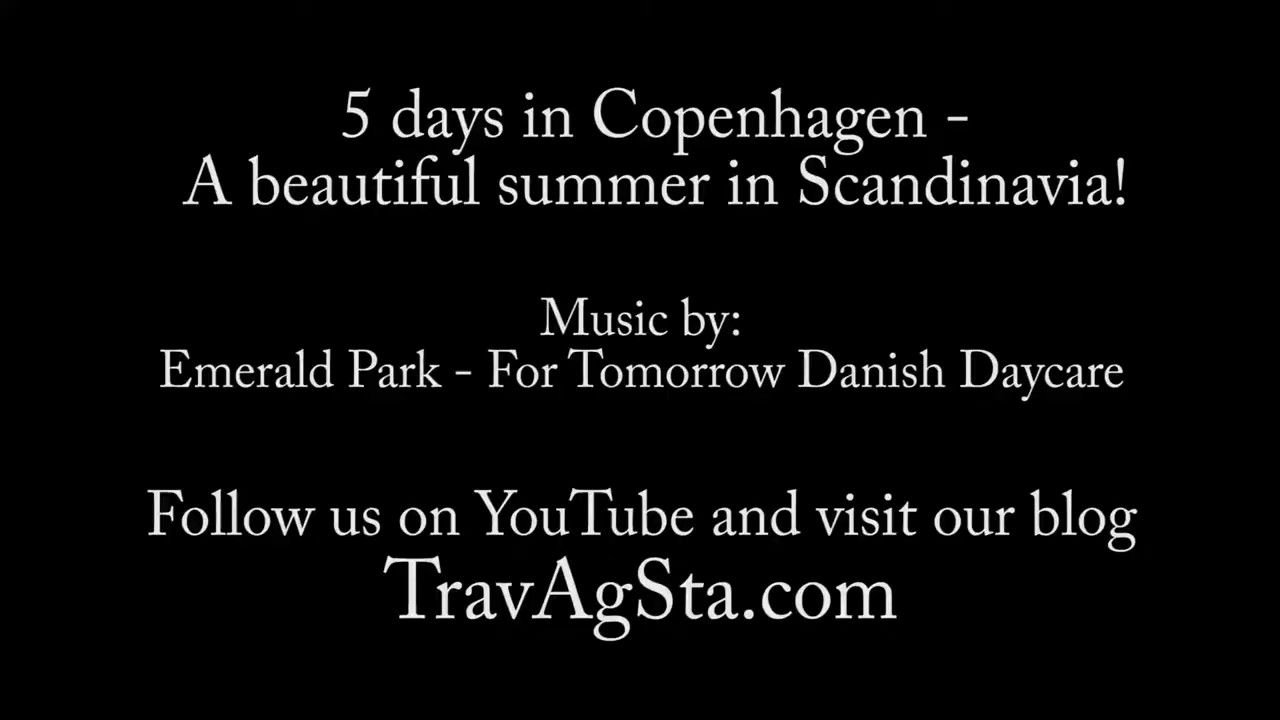 5 days in Copenhagen -
A beautiful summer in Scandinavia!
Music by:
Emerald Park - For Tomorrow Danish Daycare
Follow us on YouTube and visit our blog
TravAgSta.com